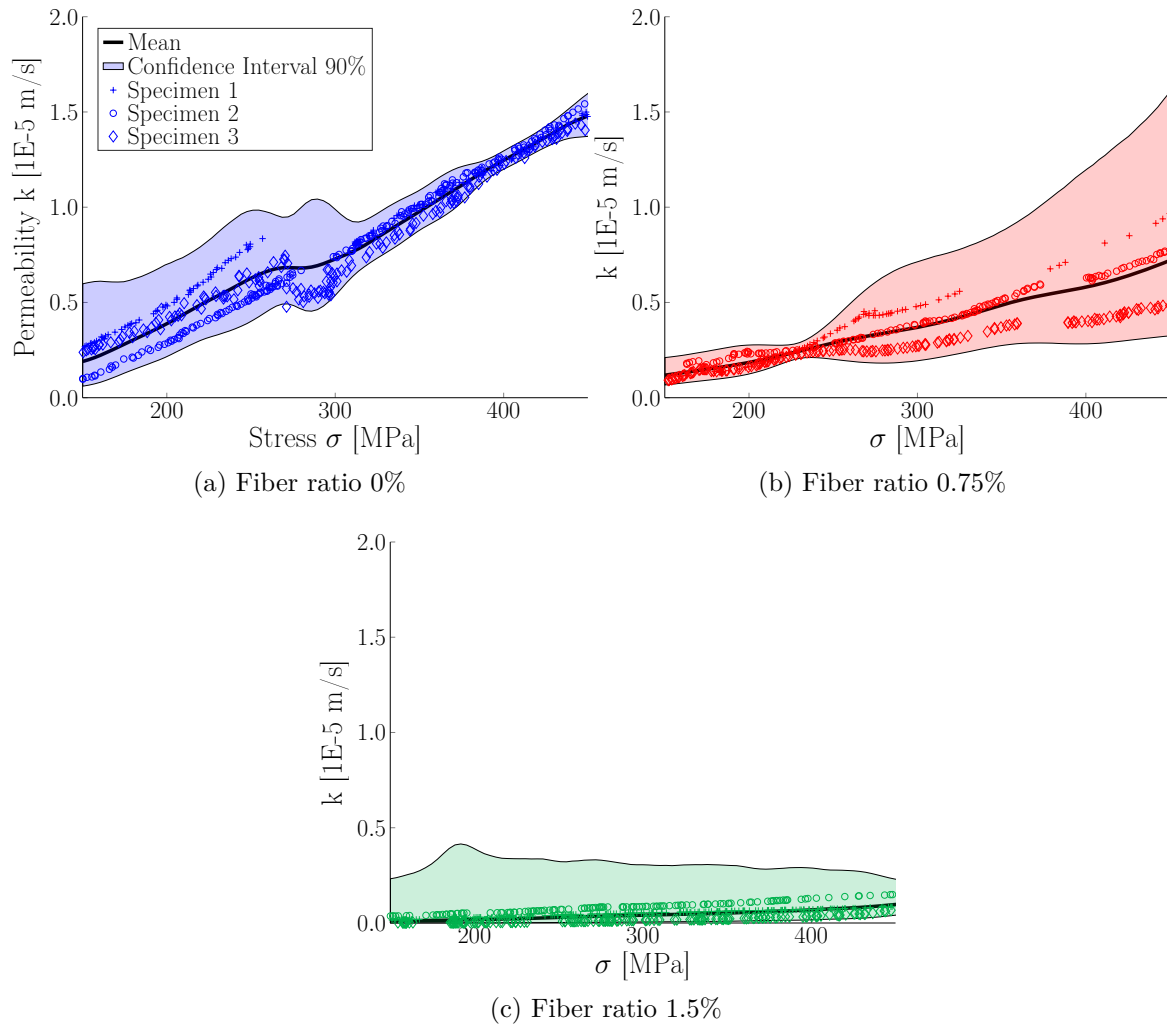 2.0
1.5
1.0
0.5
0.0
Permeability k [1E-5 m/s]
Mean
Confidence Interval 90%
Specimen 1
Specimen 2
Specimen 3
200
300
400
Stress σ [MPa]
(a) Fiber ratio 0%
2.0
1.5
1.0
0.5
0.0
k [1E-5 m/s]
200
300
400
σ [MPa]
(b) Fiber ratio 0.75%
2.0
1.5
1.0
0.5
0.0
k [1E-5 m/s]
200
300
400
σ [MPa]
(c) Fiber ratio 1.5%